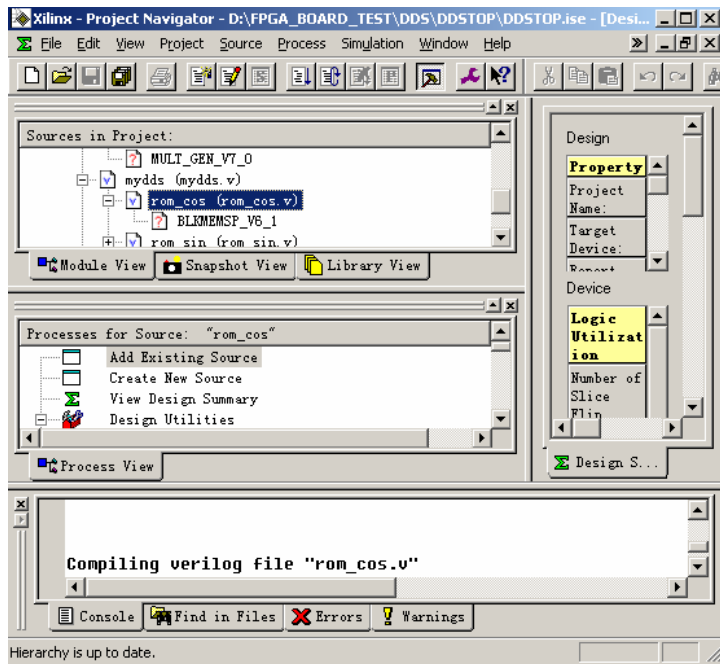 Xilinx - Project Navigator - D:\FPGA_BOARD_TEST\DDS\DDSTOP\DDSTOP.ise - [Desi...
File Edit View Project Source Process Simulation Window Help
Sources in Project:
MULT_GEN_V7_0
mydds (mydds.v)
rom_cos (rom_cos.v)
BLKMEMSP_V6_1
rom_sin (rom_sin.v)
Module View Snapshot View Library View
Processes for Source: "rom_cos"
Add Existing Source
Create New Source
View Design Summary
Design Utilities
Process View
Design
Property
Project
Name:
Target
Device:
Report
Device
Logic
Utilizat
ion
Number of
Slice
Flip
Design S...
Compiling verilog file "rom_cos.v"
Console Find in Files Errors Warnings
Hierarchy is up to date.